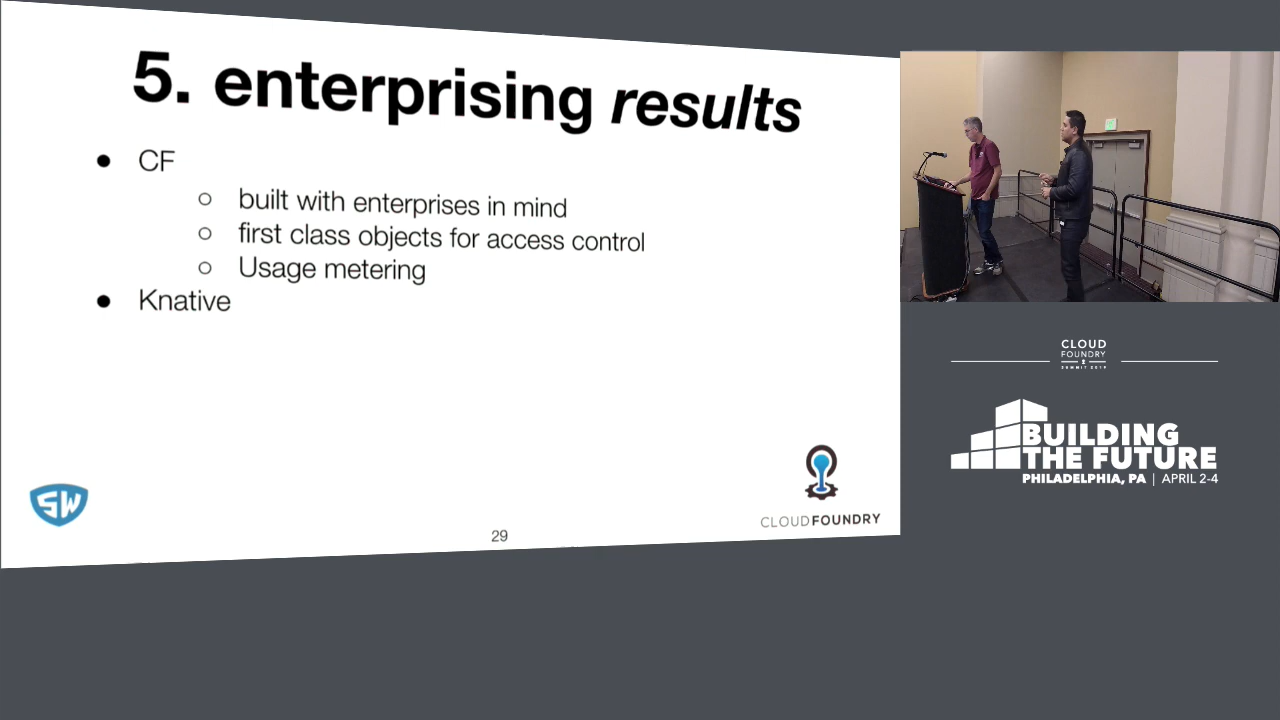 5. enterprising results
● CF
○ built with enterprises in mind
○ first class objects for access control
○ Usage metering
● Knative
SW
CLOUDFOUNDRY
29
CLOUD
FOUNDRY
SUMMIT 2019
BUILDING
THE FUTURE
PHILADELPHIA, PA | APRIL 2-4